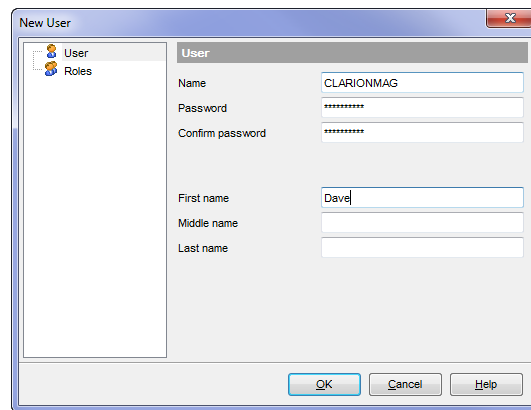 New User
User
Roles
User
Name CLARIONMAG
Password **********
Confirm password **********
First name Dave
Middle name
Last name
OK Cancel Help